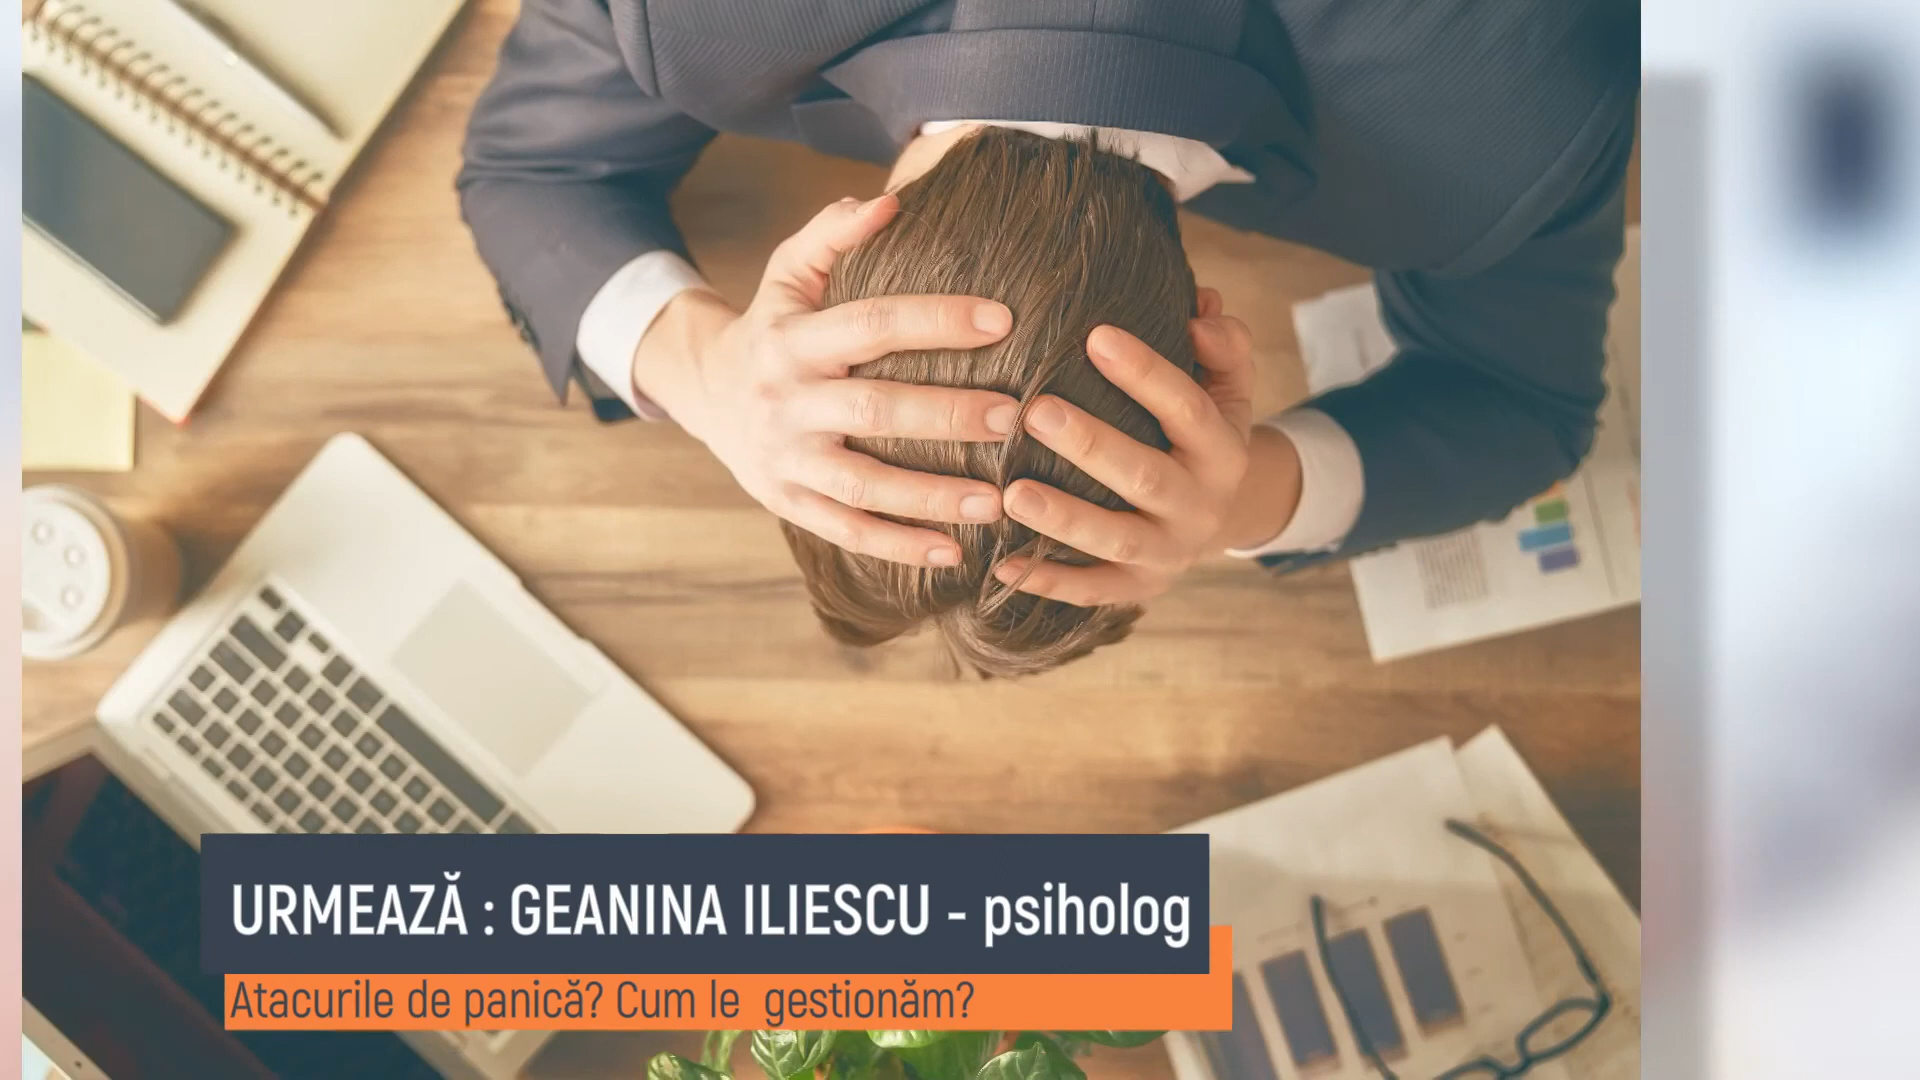 URMEAZĂ : GEANINA ILIESCU - psiholog
Atacurile de panică? Cum le gestionăm?